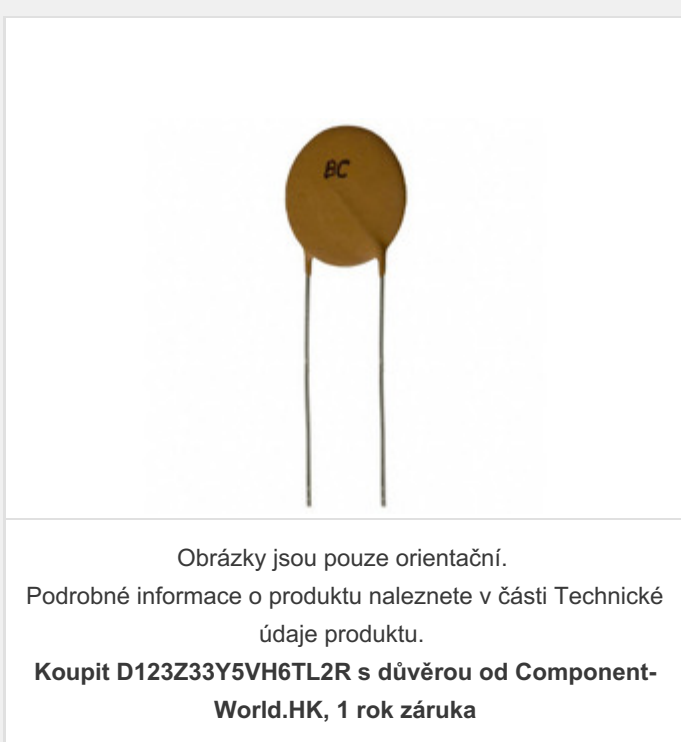 BC
Obrázky jsou pouze orientační.
Podrobné informace o produktu naleznete v části Technické
údaje produktu.
Koupit D123Z33Y5VH6TL2R s důvěrou od Component-
World.HK, 1 rok záruka